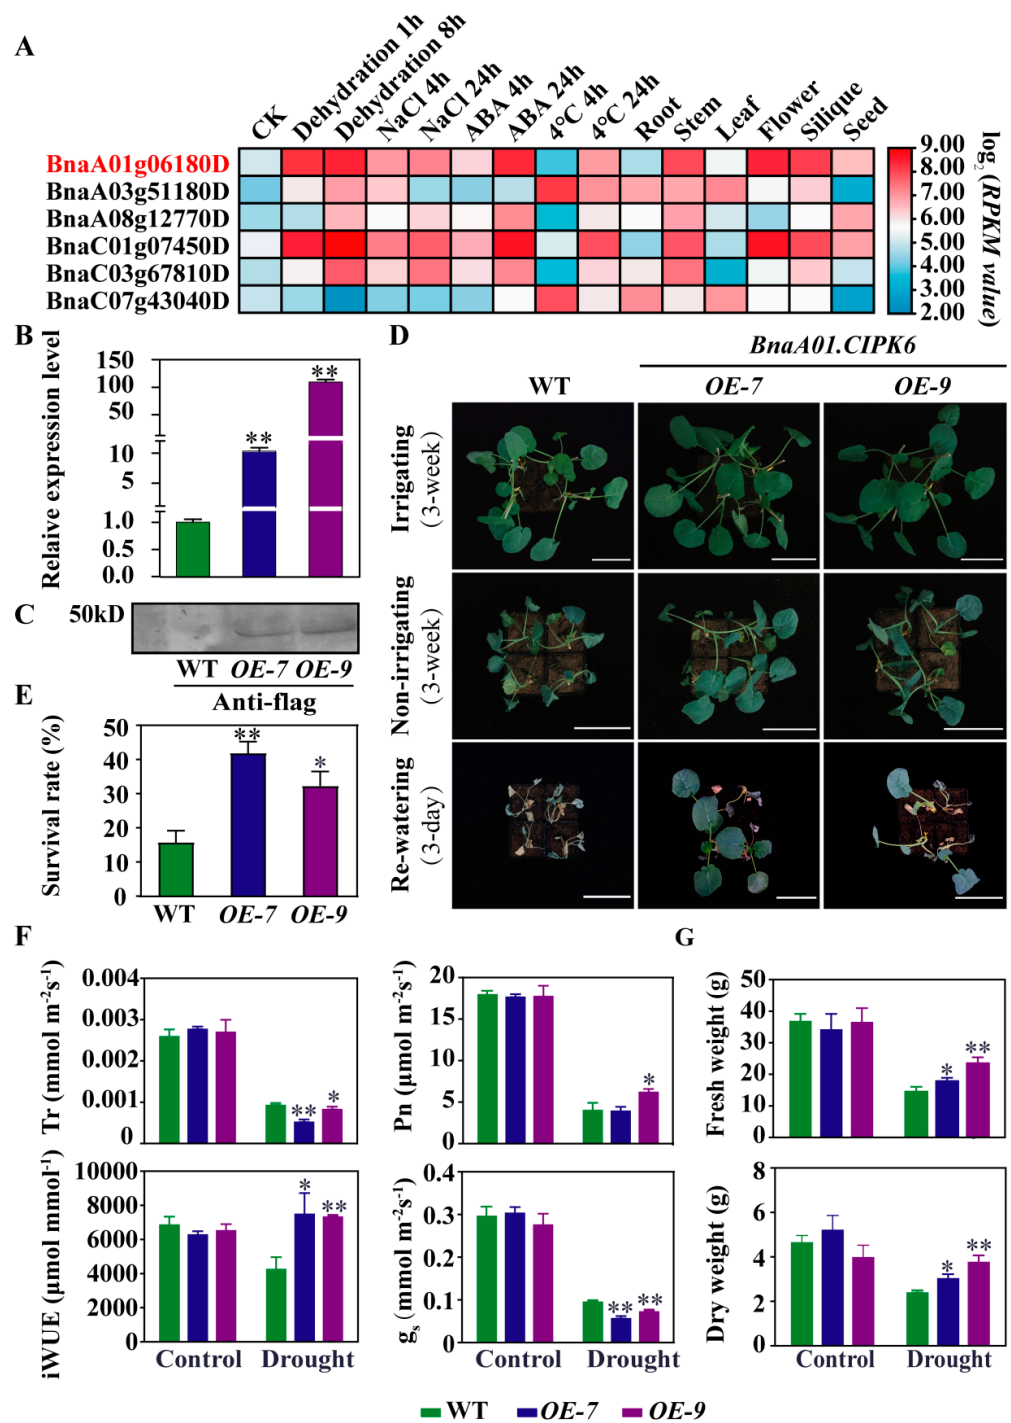 A
CK
Dehydration 1h
Dehydration 8h
NaCl 4h
NaCl 24h
ABA 4h
ABA 24h
4°C 4h
4°C 24h
Root
Stem
Leaf
Flower
Silique
Seed
BnaA01g06180D
BnaA03g51180D
BnaA08g12770D
BnaC01g07450D
BnaC03g67810D
BnaC07g43040D
9.00
8.00
7.00
6.00
5.00
4.00
3.00
2.00
log₂ (RPKM value)
B
Relaive expression level
150
100
50
10
5
1.0
0.5
0.0
**
**
C
50kD
WT OE-7 OE-9
Anti-flag
D
BnaA01.CIPK6
WT OE-7 OE-9
Irrigating
(3-week)
Non-irrigating
(3-week)
Re-watering
(3-day)
E
Survival rate (%)
50
40
30
20
10
0
**
*
WT OE-7 OE-9
F
Tr (mmol m⁻²s⁻¹)
0.004
0.003
0.002
0.001
0
**
*
Pn (μmol m⁻²s⁻¹)
20
15
10
5
0
*
iWUE (μmol mmol⁻¹)
10000
8000
6000
4000
2000
0
*
**
Control Drought
gₛ (mmol m⁻²s⁻¹)
0.4
0.3
0.2
0.1
0
**
**
Control Drought
G
Fresh weight (g)
50
40
30
20
10
0
*
**
Dry weight (g)
8
6
4
2
0
*
**
Control Drought
WT OE-7 OE-9